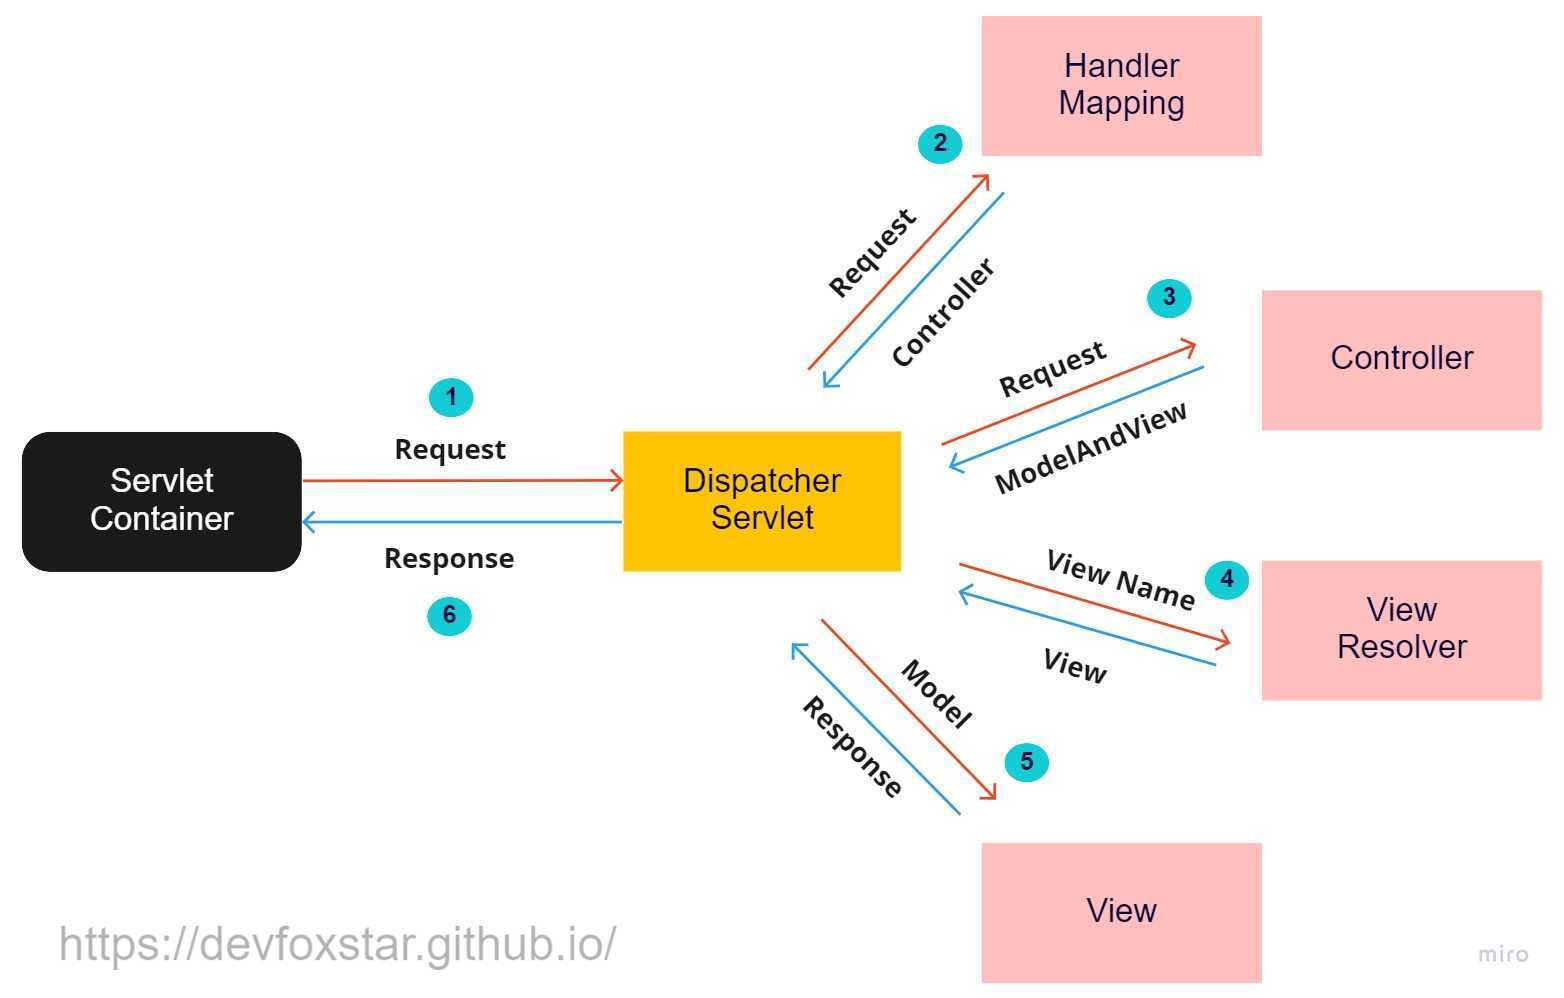 Handler
Mapping
2
Request
Controller
3
Controller
Request
ModelAndView
1
Request
Servlet
Container
Dispatcher
Servlet
Response
6
View Name
4
View
Resolver
View
Model
Response
5
View
https://devfoxstar.github.io/
miro